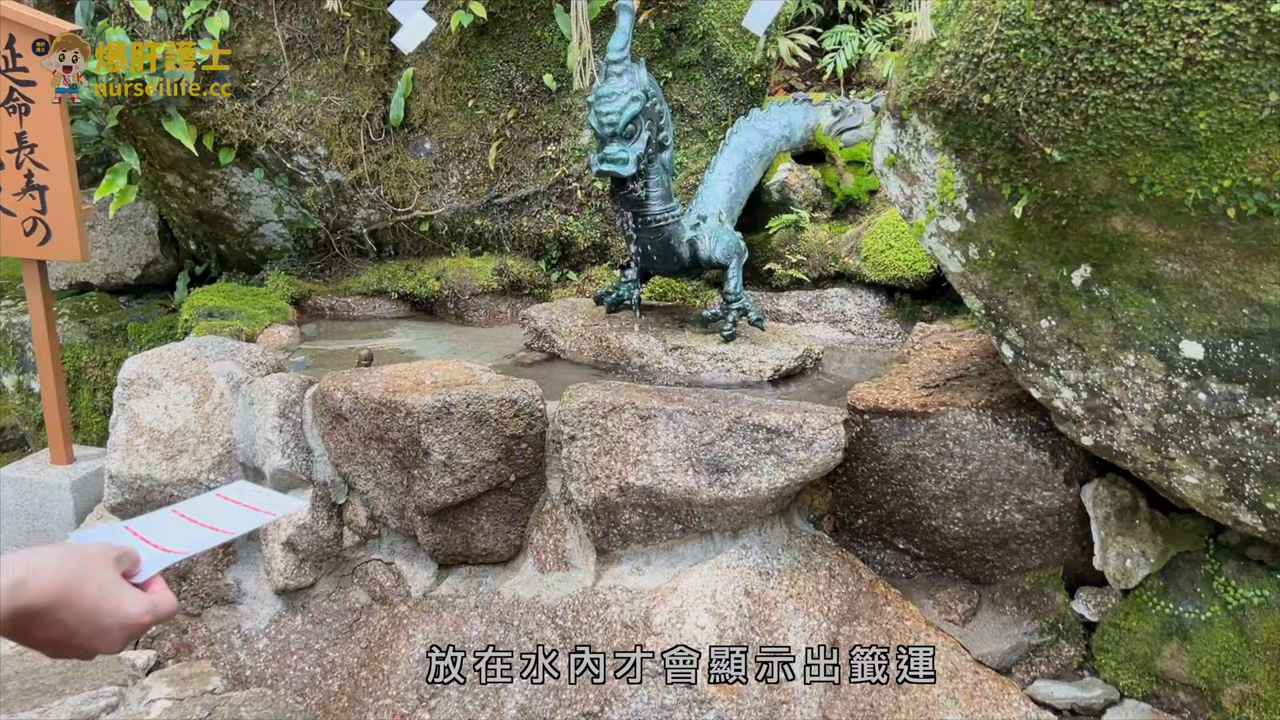 爆肝護士
nurseilife.cc
延命長寿の
放在水內才會顯示出籤運